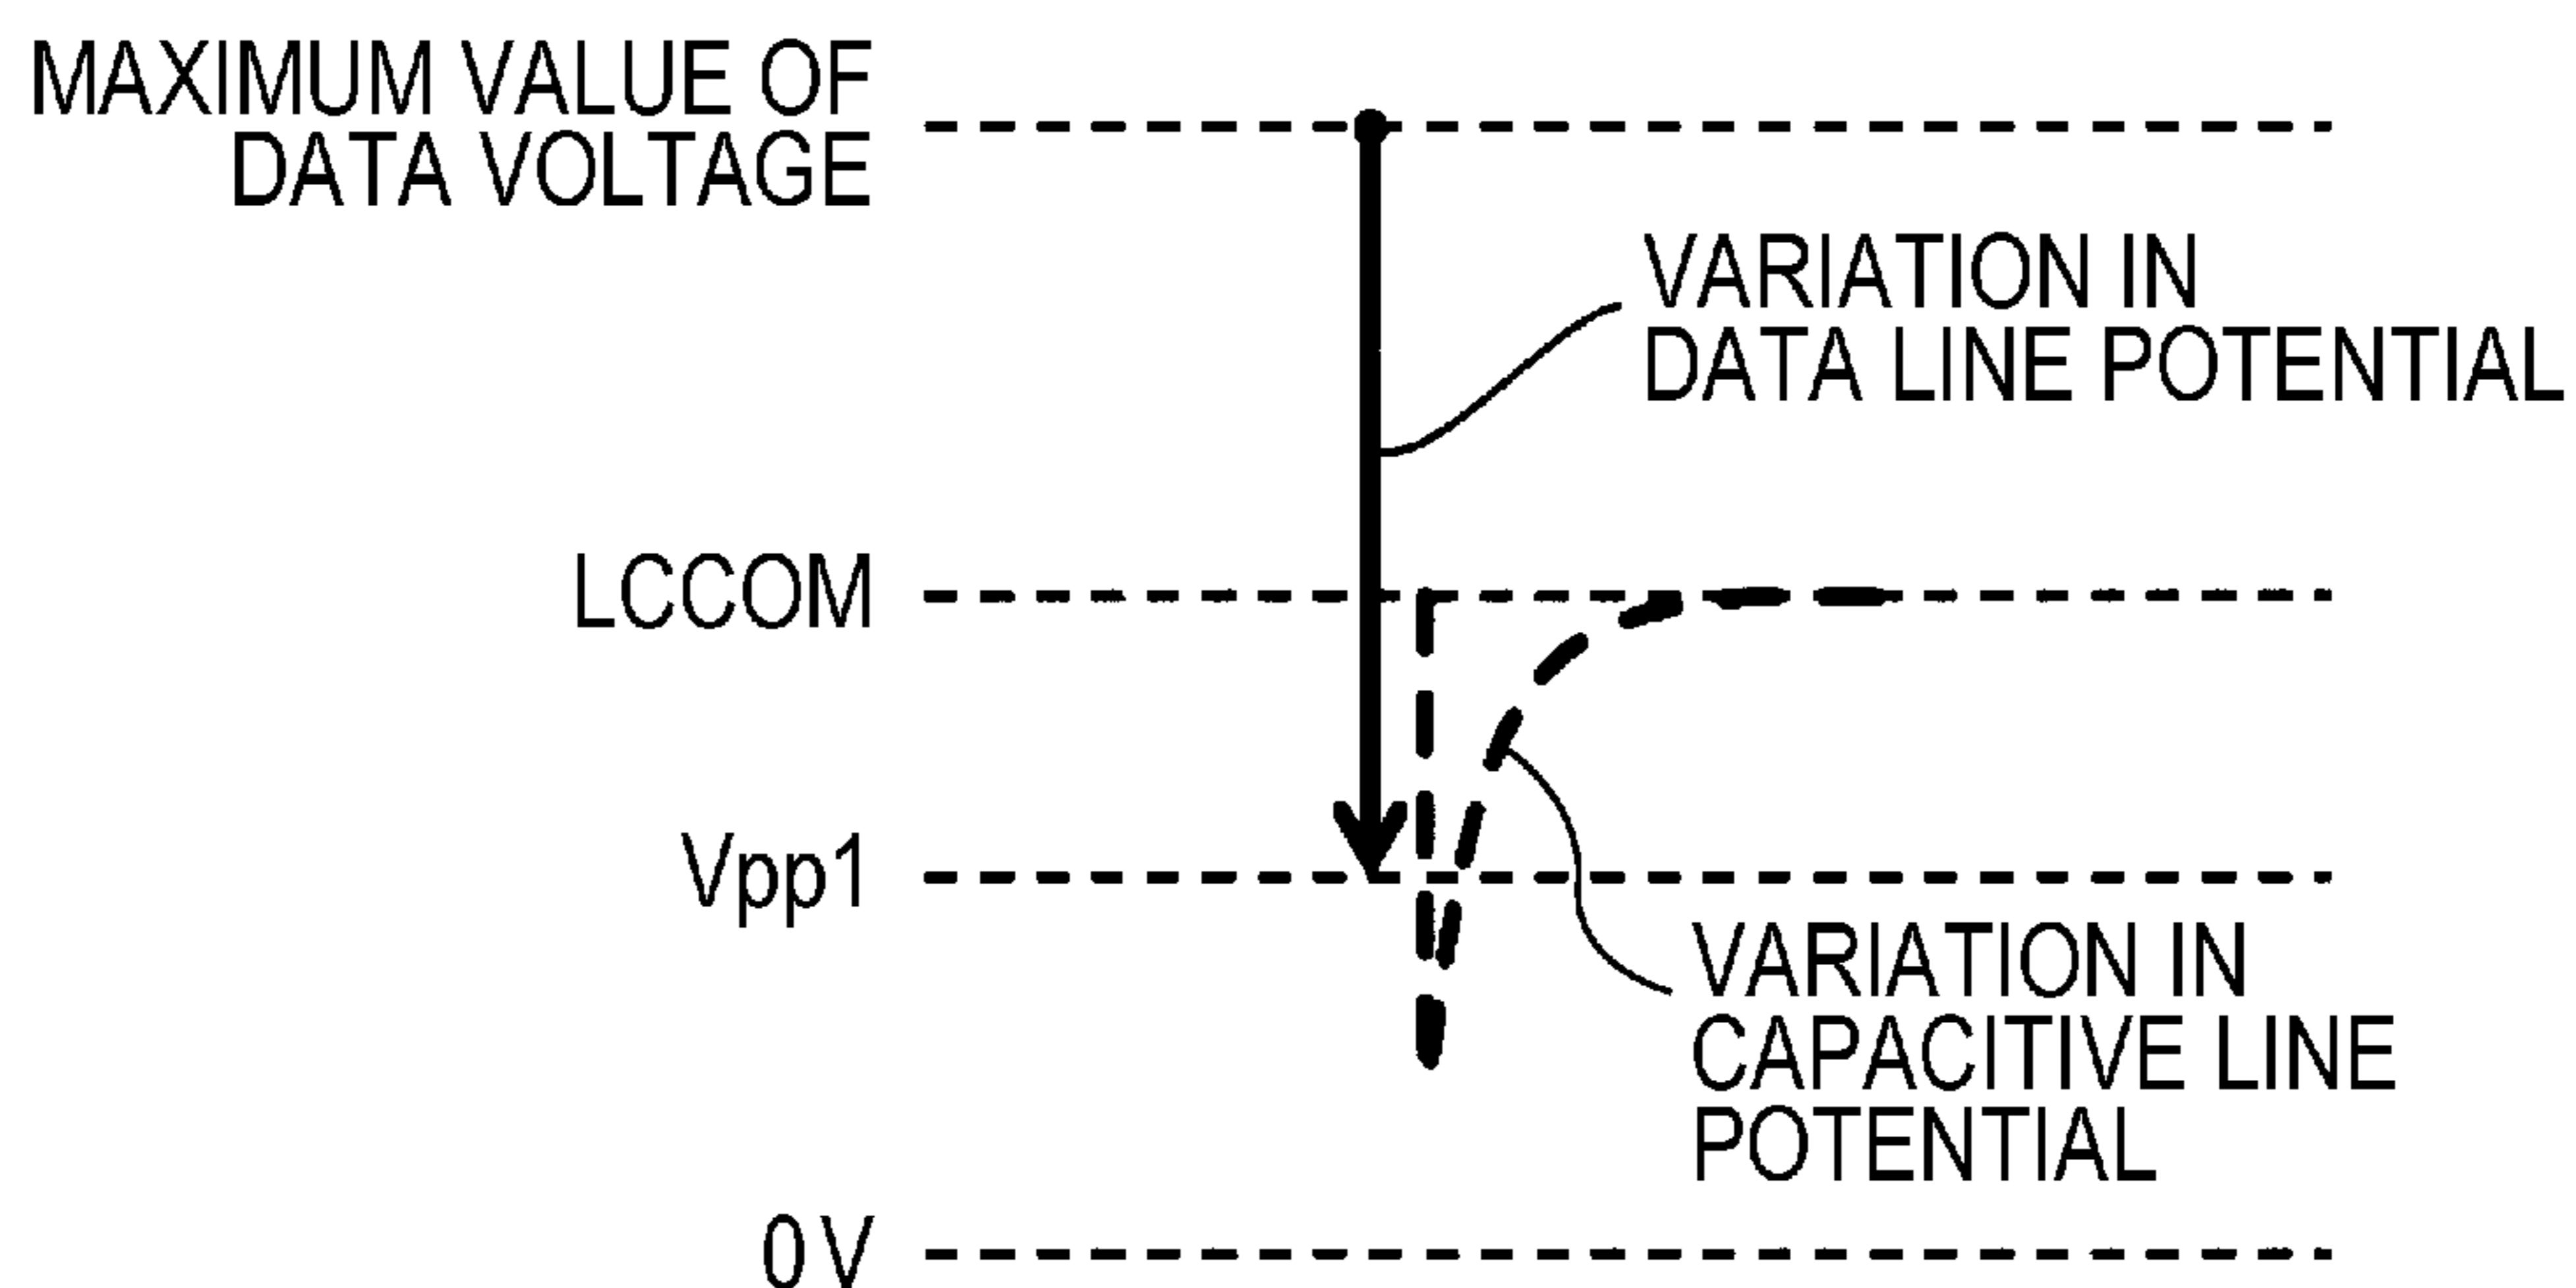 MAXIMUM VALUE OF
DATA VOLTAGE
VARIATION IN
DATA LINE POTENTIAL
LCCOM
Vpp1
VARIATION IN
CAPACITIVE LINE
POTENTIAL
0 V